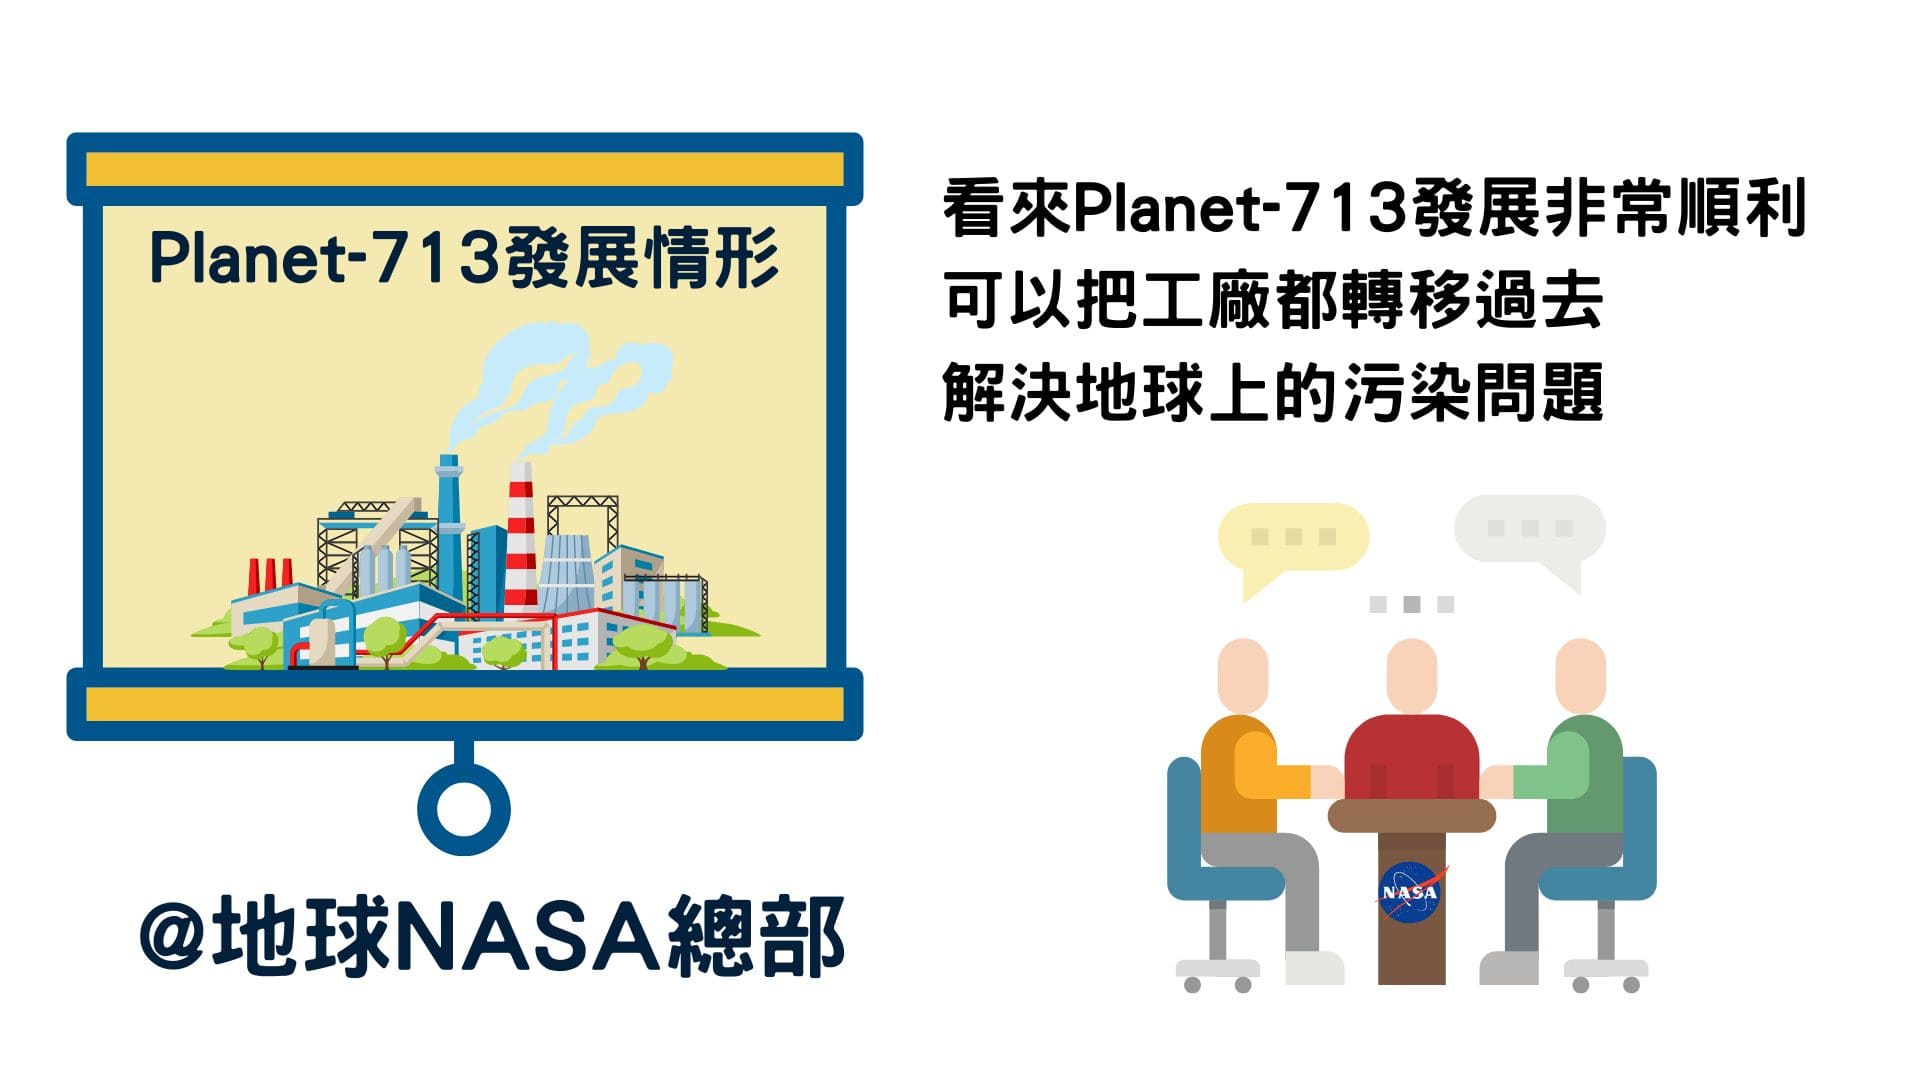 Planet-713發展情形
看來Planet-713發展非常順利
可以把工廠都轉移過去
解決地球上的污染問題
NASA
@地球NASA總部